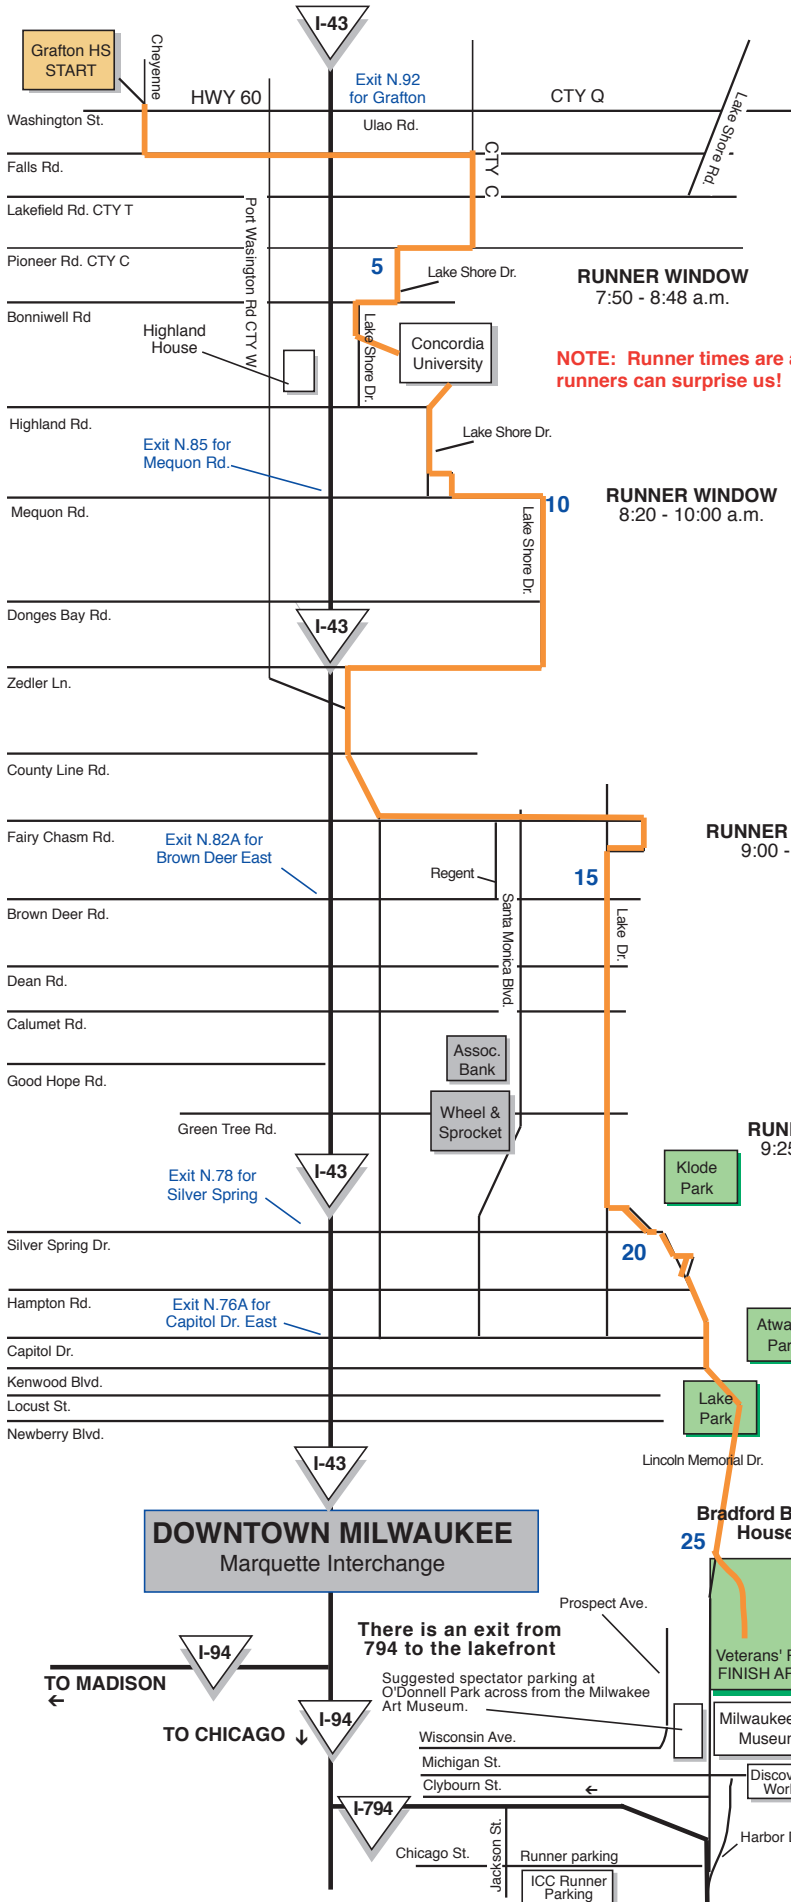 I-43
Grafton HS
START
Cheyenne
HWY 60
Exit N.92
for Grafton
CTY Q
Lake Shore Rd.
Washington St.
Ulao Rd.
Falls Rd.
CTY C
Lakefield Rd. CTY T
Port Wasington Rd CTY W
Pioneer Rd. CTY C
5
Lake Shore Dr.
RUNNER WINDOW
7:50 - 8:48 a.m.
Bonniwell Rd
Highland
House
Lake Shore Dr.
Concordia
University
NOTE: Runner times are
runners can surprise us!
Highland Rd.
Lake Shore Dr.
Exit N.85 for
Mequon Rd.
RUNNER WINDOW
8:20 - 10:00 a.m.
10
Mequon Rd.
Lake Shore Dr.
Donges Bay Rd.
I-43
Zedler Ln.
County Line Rd.
Fairy Chasm Rd.
Exit N.82A for
Brown Deer East
RUNNER
9:00 -
Regent
15
Brown Deer Rd.
Santa Monica Blvd.
Lake Dr.
Dean Rd.
Calumet Rd.
Assoc.
Bank
Good Hope Rd.
Wheel &
Sprocket
Green Tree Rd.
9:25
I-43
Exit N.78 for
Silver Spring
Klode
Park
Silver Spring Dr.
20
Hampton Rd.
Exit N.76A for
Capitol Dr. East
Capitol Dr.
Kenwood Blvd.
Locust St.
Lake
Park
Newberry Blvd.
I-43
Lincoln Memorial Dr.
DOWNTOWN MILWAUKEE
Marquette Interchange
Bradford
House
25
Prospect Ave.
There is an exit from
794 to the lakefront
I-94
TO MADISON
←
Suggested spectator parking at
O'Donnell Park across from the Milwakee
Art Museum.
Veterans'
FINISH
I-94
TO CHICAGO ↓
Milwaukee
Wisconsin Ave.
Michigan St.
Clybourn St.
←
I-794
Jackson St.
Harbor
Chicago St.
Runner parking
ICC Runner
Parking